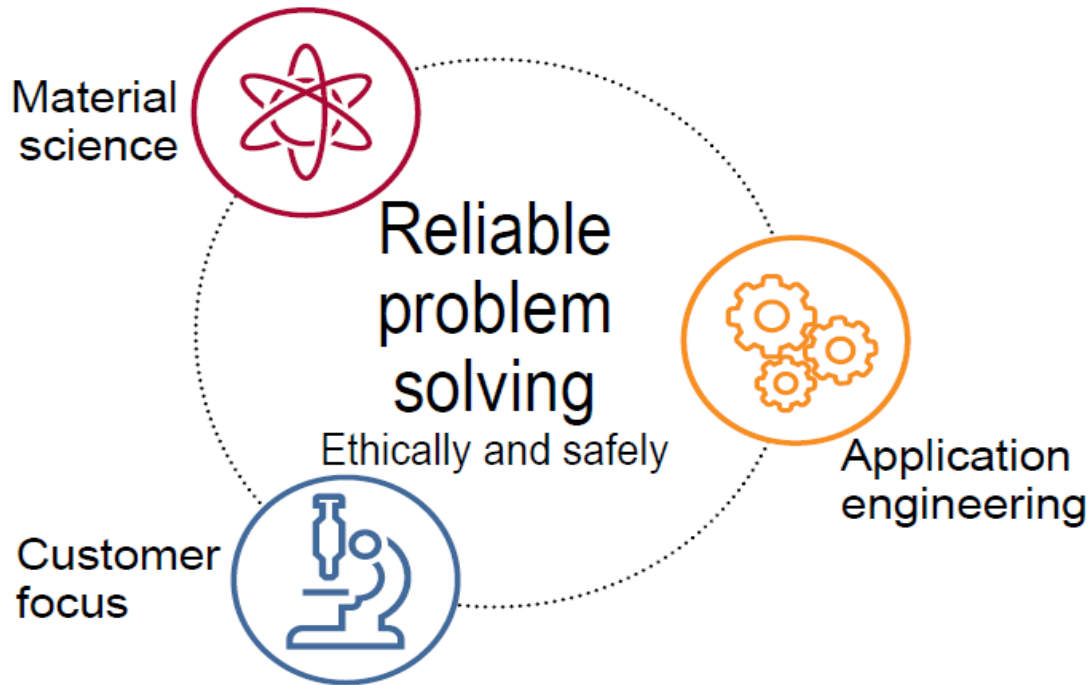 Material
science
Reliable
problem
solving
Ethically and safely
Application
engineering
Customer
focus